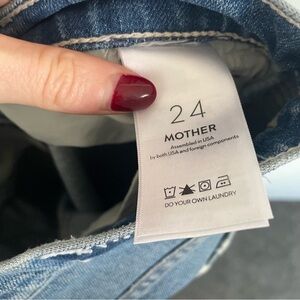 24
MOTHER
Assembled in USA
by both USA and foreign components
DO YOUR OWN LAUNDRY